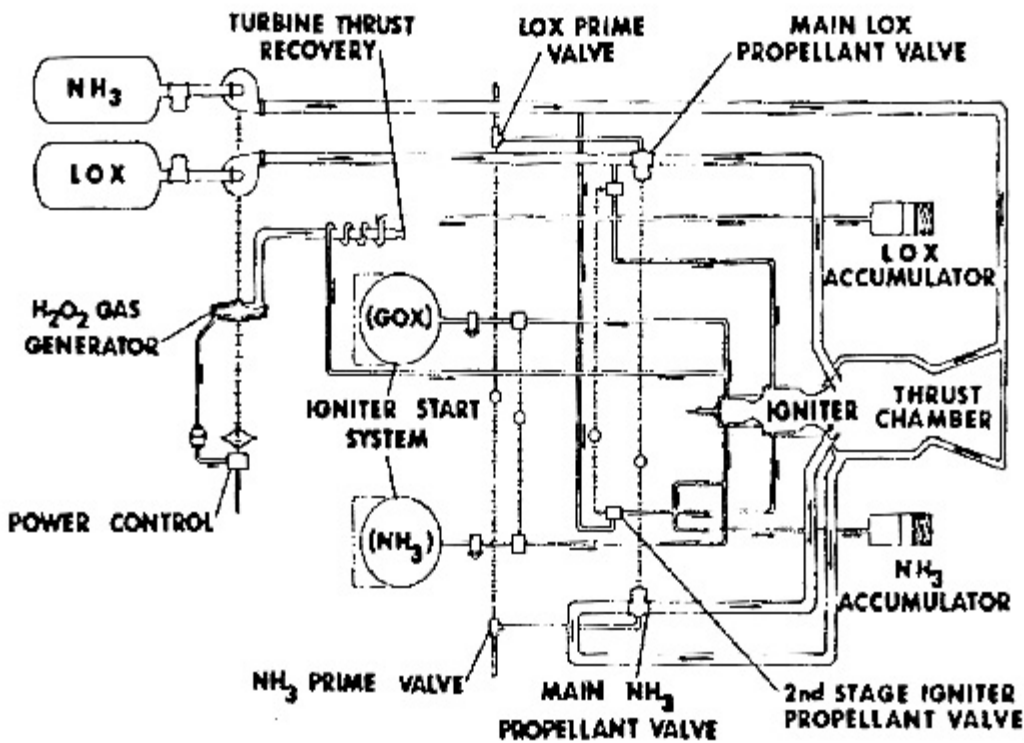 TURBINE THRUST
RECOVERY
LOX PRIME
VALVE
MAIN LOX
PROPELLANT VALVE
NH₃
LOX
LOX
ACCUMULATOR
H₂O₂ GAS
GENERATOR
(GOX)
IGNITER START
SYSTEM
IGNITER
THRUST
CHAMBER
POWER CONTROL
(NH₃)
NH₃
ACCUMULATOR
NH₃ PRIME VALVE
MAIN NH₃
PROPELLANT VALVE
2nd STAGE IGNITER
PROPELLANT VALVE